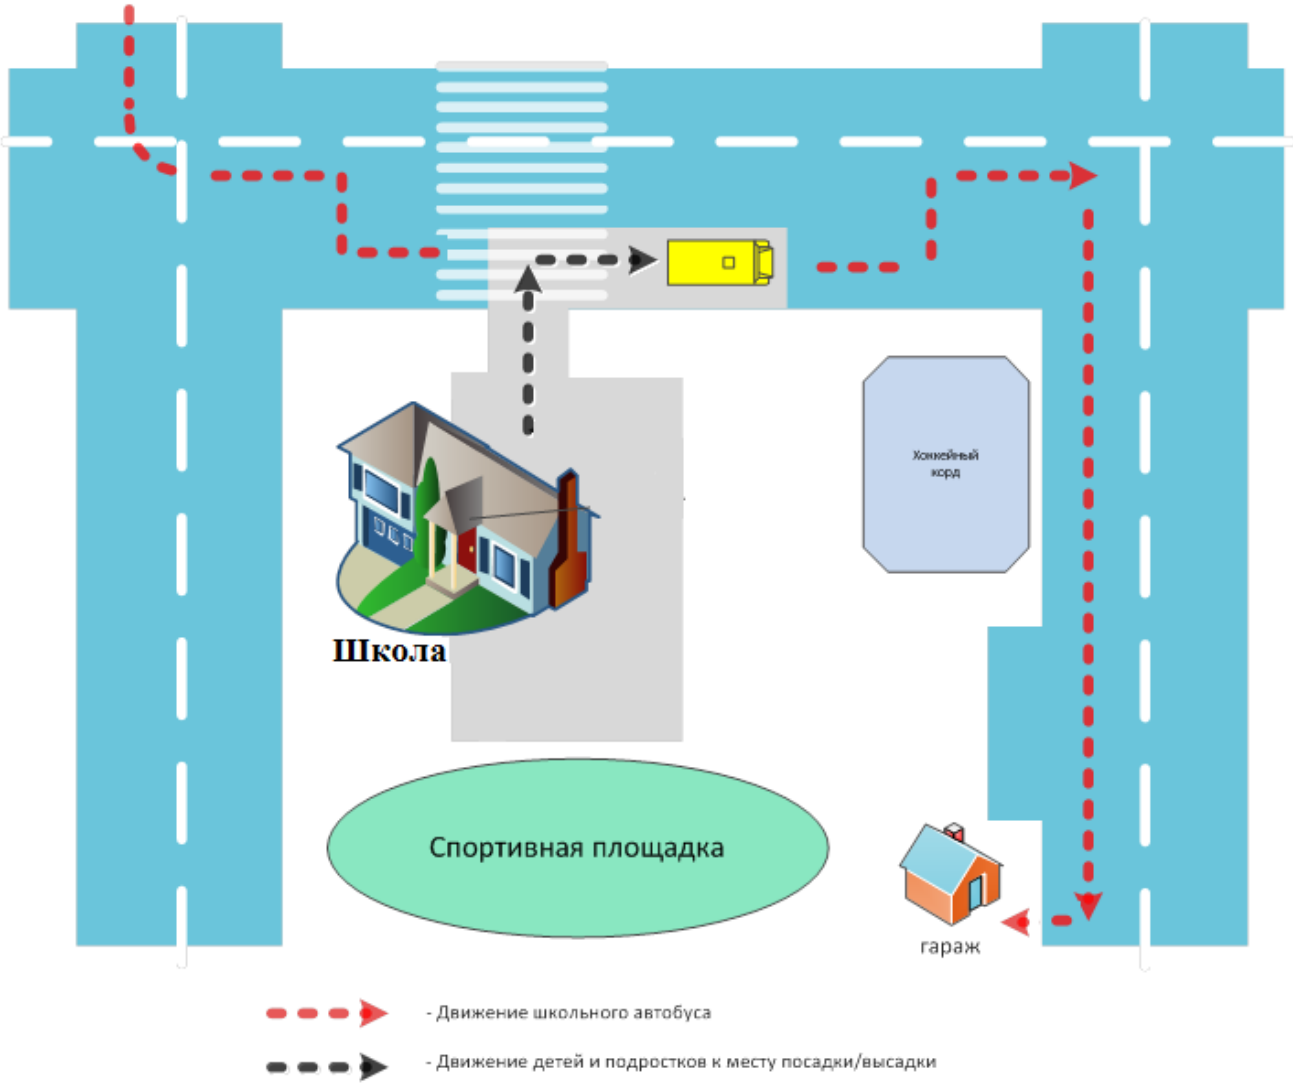 Хоккейный
корд
Школа
Спортивная площадка
гараж
- Движение школьного автобуса
- Движение детей и подростков к месту посадки/высадки